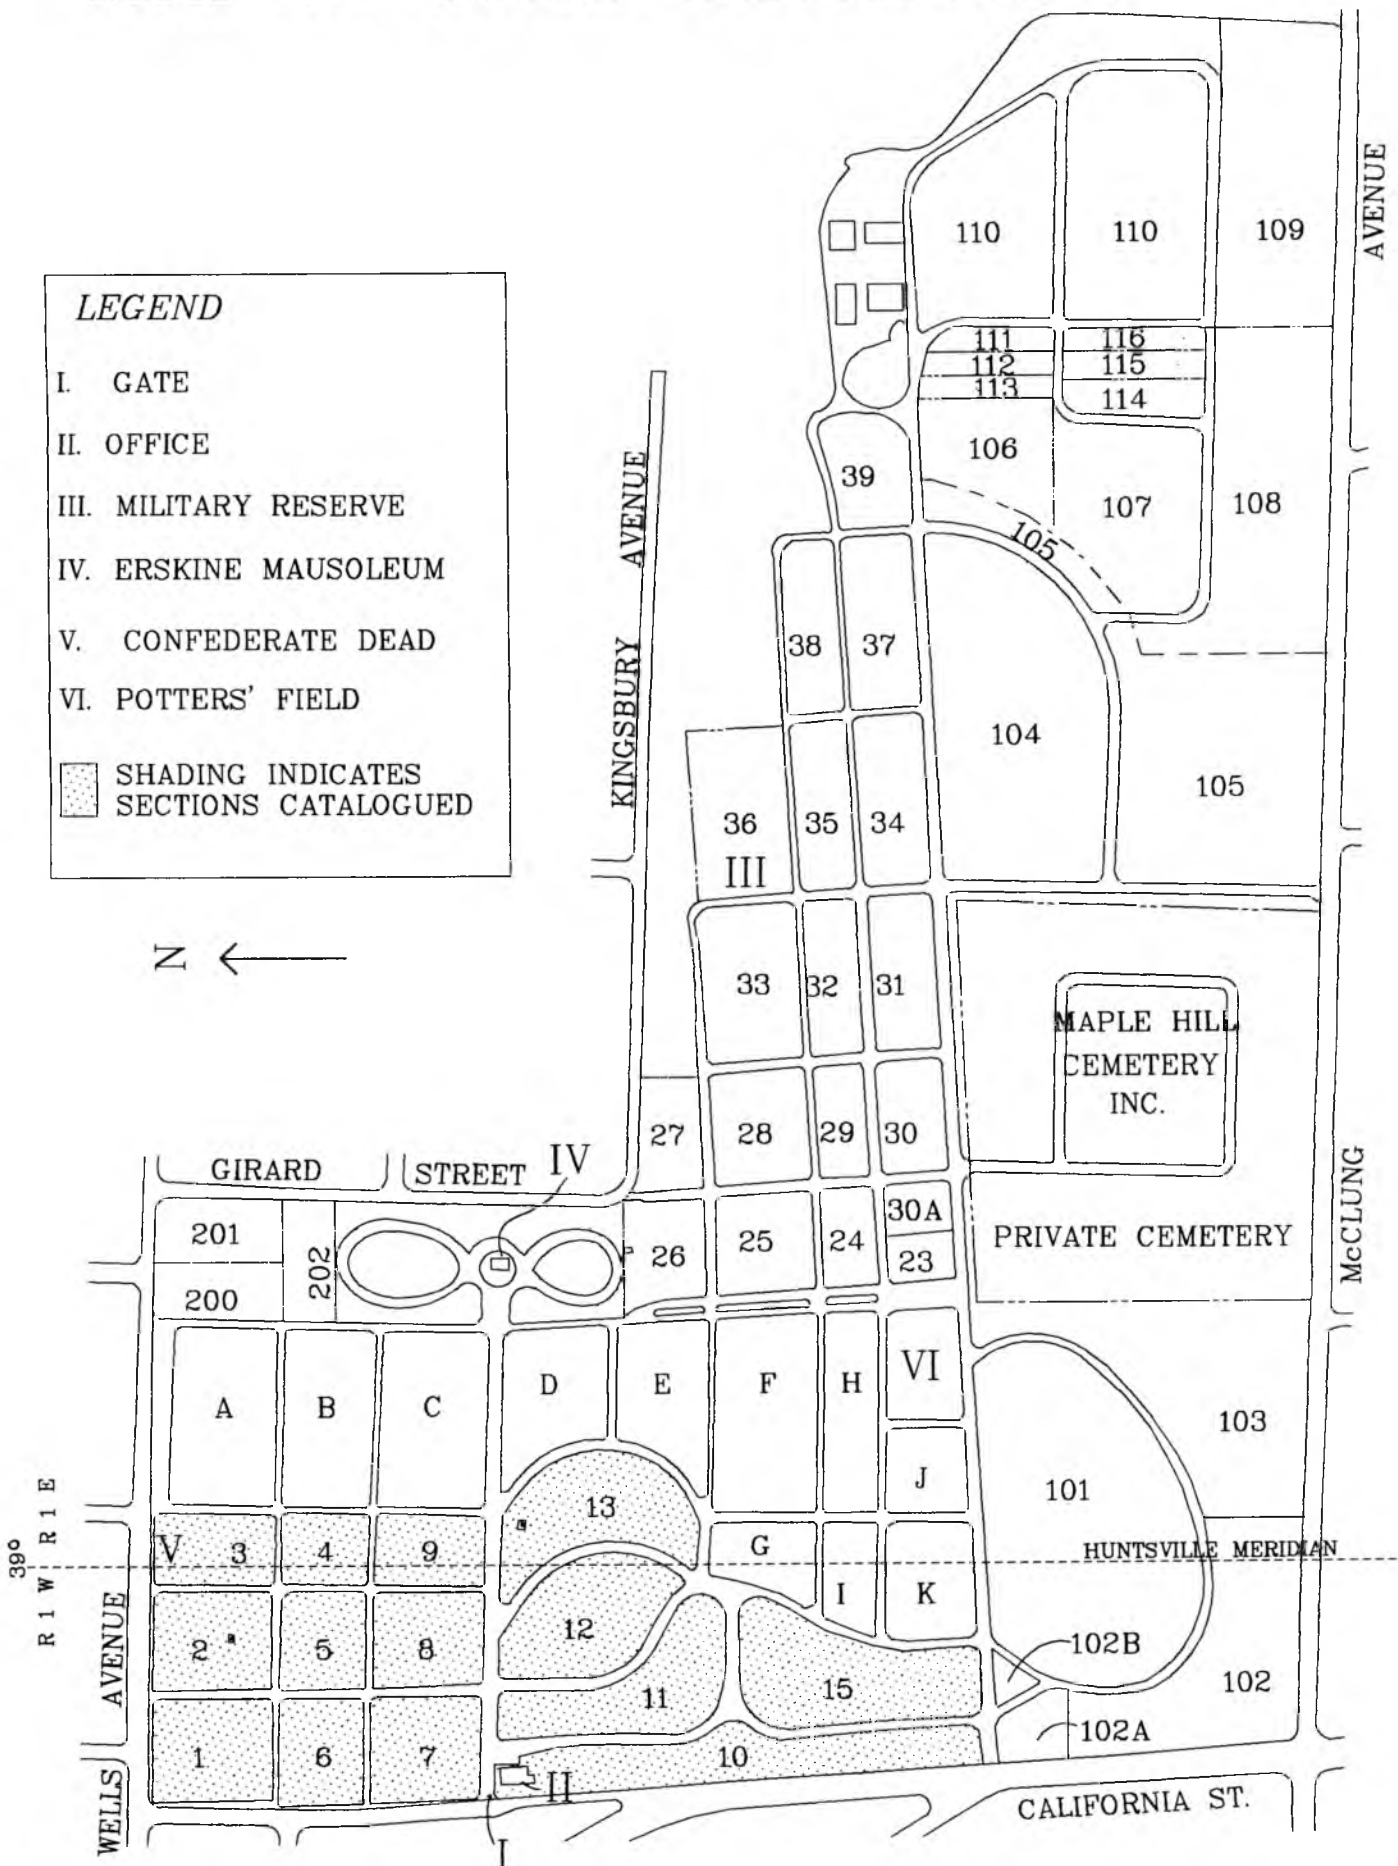 LEGEND
I. GATE
II. OFFICE
III. MILITARY RESERVE
IV. ERSKINE MAUSOLEUM
V. CONFEDERATE DEAD
VI. POTTERS' FIELD
SHADING INDICATES
SECTIONS CATALOGUED
N
AVENUE
110 110 109
111 116
112 115
113 114
106
39
107 108
105
KINGSBURY AVENUE
38 37
104
105
36 35 34
III
33 32 31
MAPLE HILL
CEMETERY
INC.
27 28 29 30
GIRARD STREET IV
McCLUNG
201
202
200
26 25 24 30A
23
PRIVATE CEMETERY
A B C D E F H VI
103
J
101
13
R1W R1E
39°
V 3 4 9
G
HUNTSVILLE MERIDIAN
I K
12
2 5 8
102B
102
11 15
102A
WELLS AVENUE
1 6 7
10
II
I
CALIFORNIA ST.